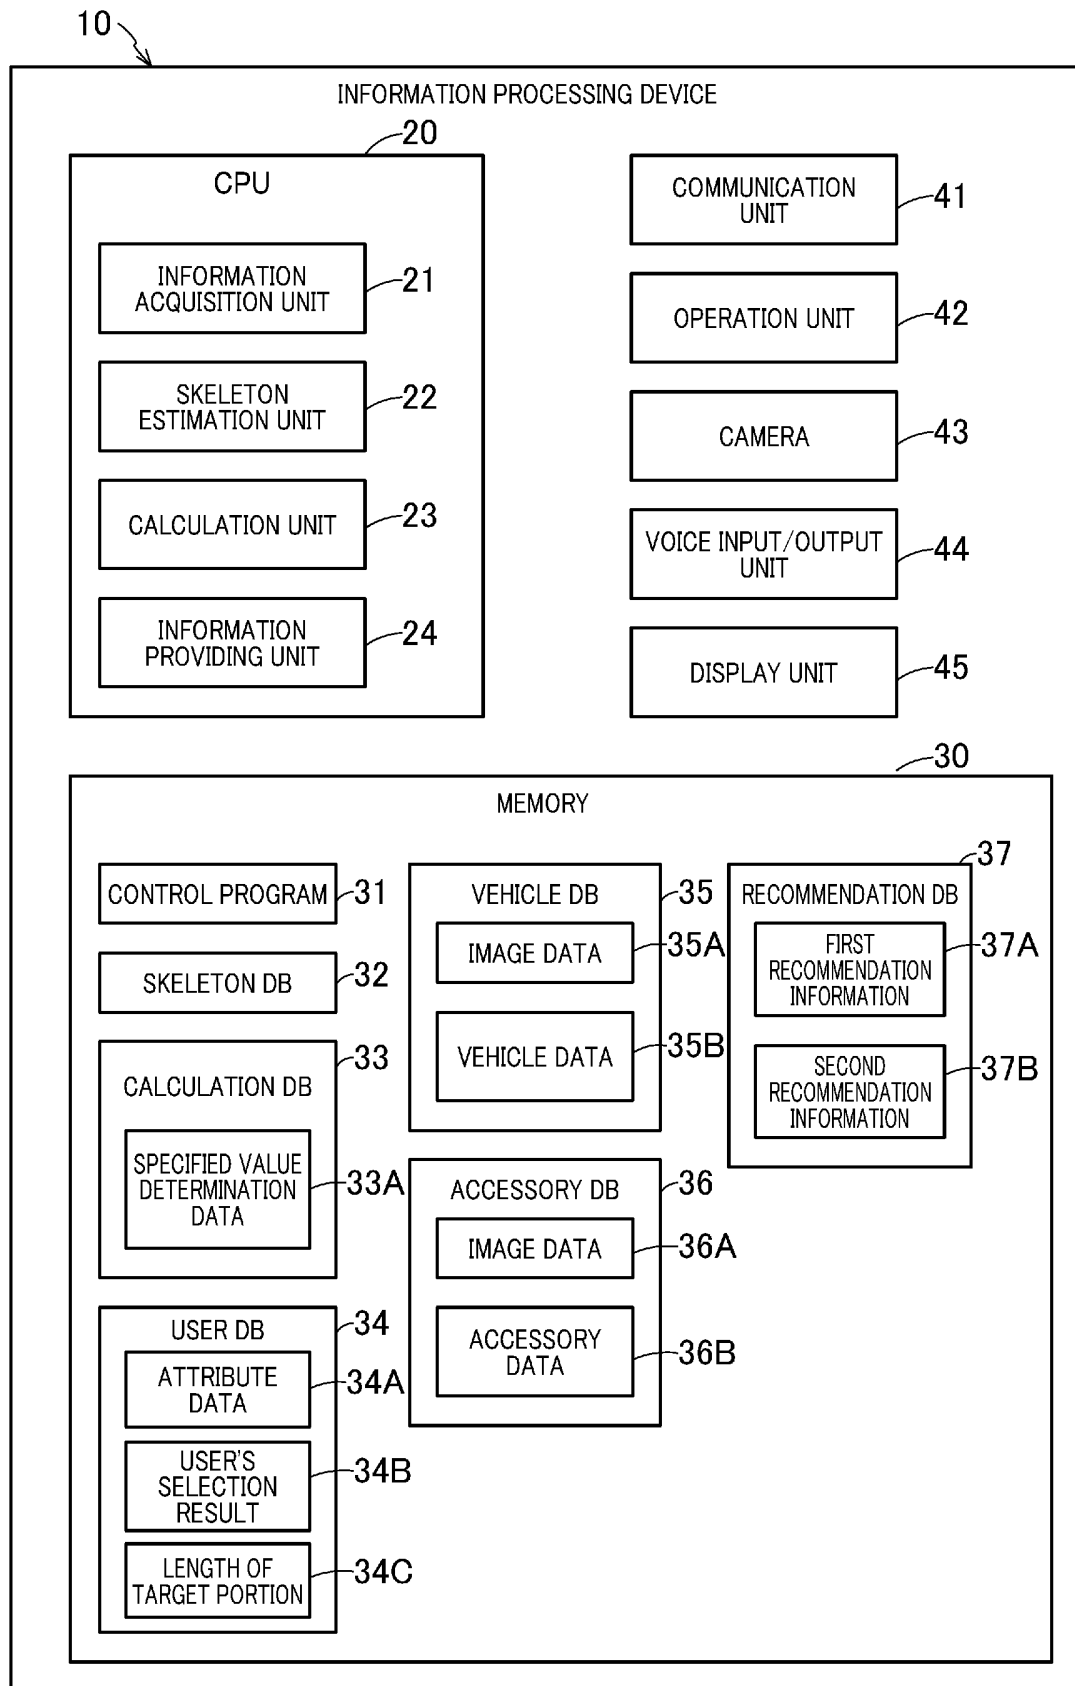 10
INFORMATION PROCESSING DEVICE
20
CPU
INFORMATION
ACQUISITION UNIT
21
SKELETON
ESTIMATION UNIT
22
CALCULATION UNIT
23
INFORMATION
PROVIDING UNIT
24
COMMUNICATION
UNIT
41
OPERATION UNIT
42
CAMERA
43
VOICE INPUT/OUTPUT
UNIT
44
DISPLAY UNIT
45
30
MEMORY
CONTROL PROGRAM
31
SKELETON DB
32
33
CALCULATION DB
SPECIFIED VALUE
DETERMINATION
DATA
33A
34
USER DB
ATTRIBUTE
DATA
34A
USER'S
SELECTION
RESULT
34B
LENGTH OF
TARGET PORTION
34C
VEHICLE DB
35
IMAGE DATA
35A
VEHICLE DATA
35B
ACCESSORY DB
36
IMAGE DATA
36A
ACCESSORY
DATA
36B
37
RECOMMENDATION DB
FIRST
RECOMMENDATION
INFORMATION
37A
SECOND
RECOMMENDATION
INFORMATION
37B